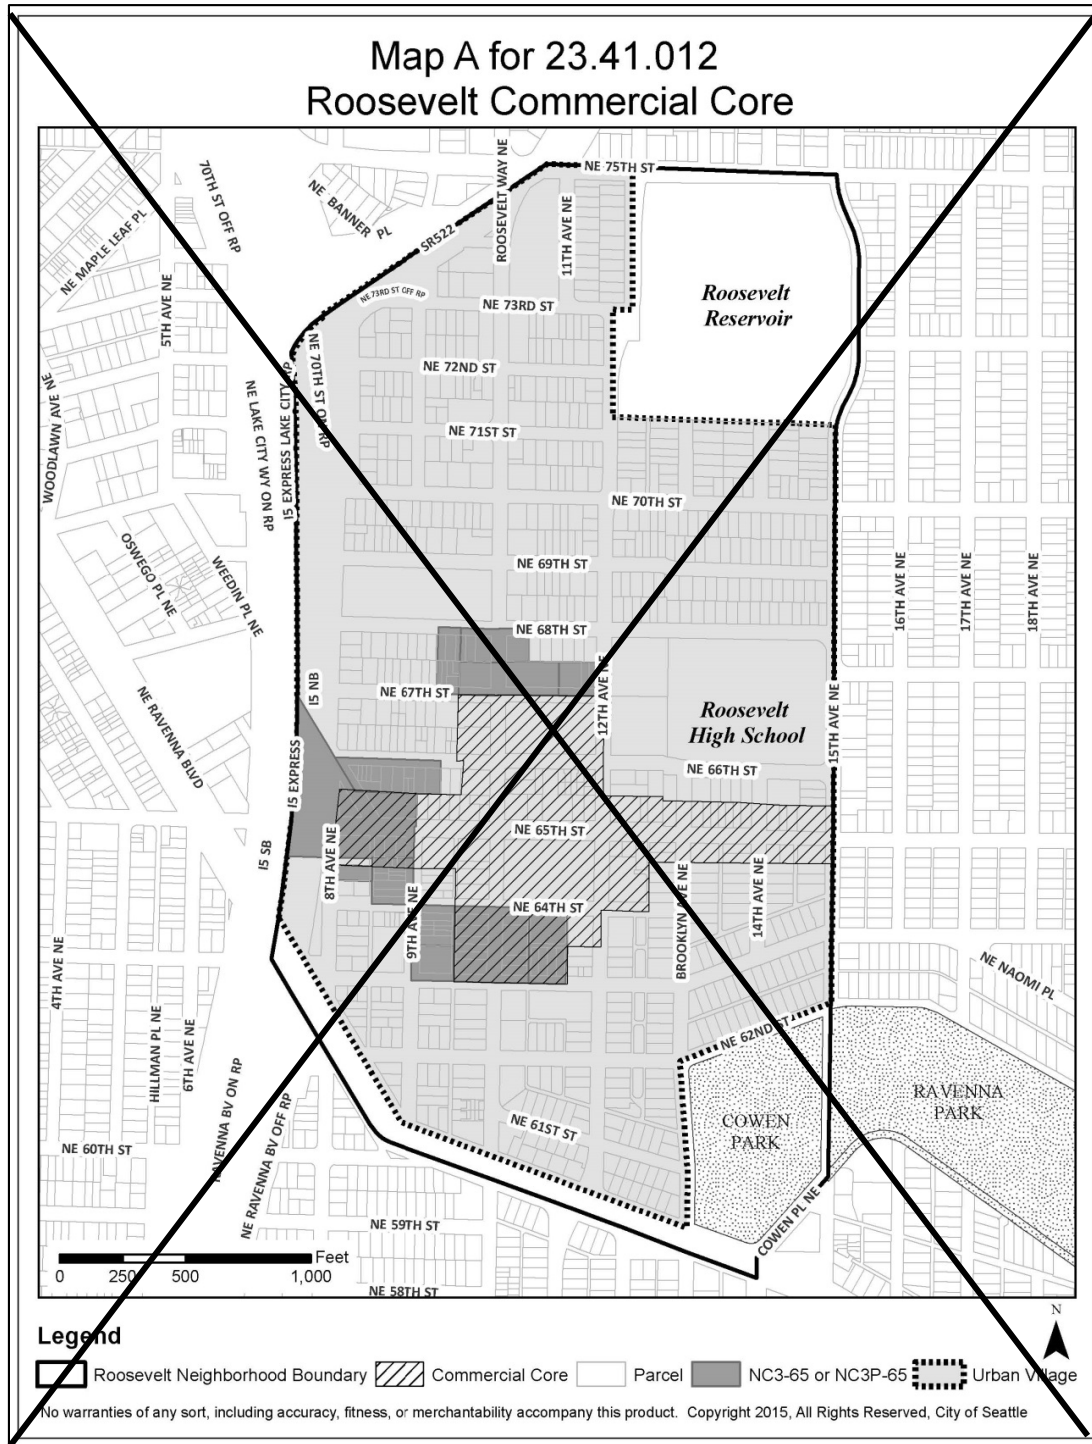 Map A for 23.41.012
Roosevelt Commercial Core
NE 75TH ST
ROOSEVELT WAY NE
70TH ST OFF RP
NE BANNER PL
NE MAPLE LEAF PL
11TH AVE NE
SR522
5TH AVE NE
NE 73RD ST OFF RP
NE 73RD ST
Roosevelt
Reservoir
NE 70TH ST ON RP
NE 72ND ST
WOODLAWN AVE NE
NE LAKE CITY WY ON RP
I5 EXPRESS LAKE CITY RP
NE 71ST ST
NE 70TH ST
OSWEGO PL NE
WEEDIN PL NE
NE 69TH ST
16TH AVE NE
17TH AVE NE
18TH AVE NE
NE 68TH ST
12TH AVE NE
NE 67TH ST
I5 NB
NE RAVENNA BLVD
Roosevelt
High School
15TH AVE NE
I5 EXPRESS
NE 66TH ST
NE 65TH ST
I5 SB
8TH AVE NE
9TH AVE NE
NE 64TH ST
BROOKLYN AVE NE
14TH AVE NE
4TH AVE NE
NE NAOMI PL
HILLMAN PL NE
6TH AVE NE
NE 62ND ST
RAVENNA BV ON RP
NE RAVENNA BV OFF RP
RAVENNA
PARK
COWEN
PARK
NE 61ST ST
NE 60TH ST
NE 59TH ST
COWEN PL NE
NE 58TH ST
Feet
0 250 500 1,000
N
Legend
Roosevelt Neighborhood Boundary Commercial Core Parcel NC3-65 or NC3P-65 Urban Village
No warranties of any sort, including accuracy, fitness, or merchantability accompany this product. Copyright 2015, All Rights Reserved, City of Seattle